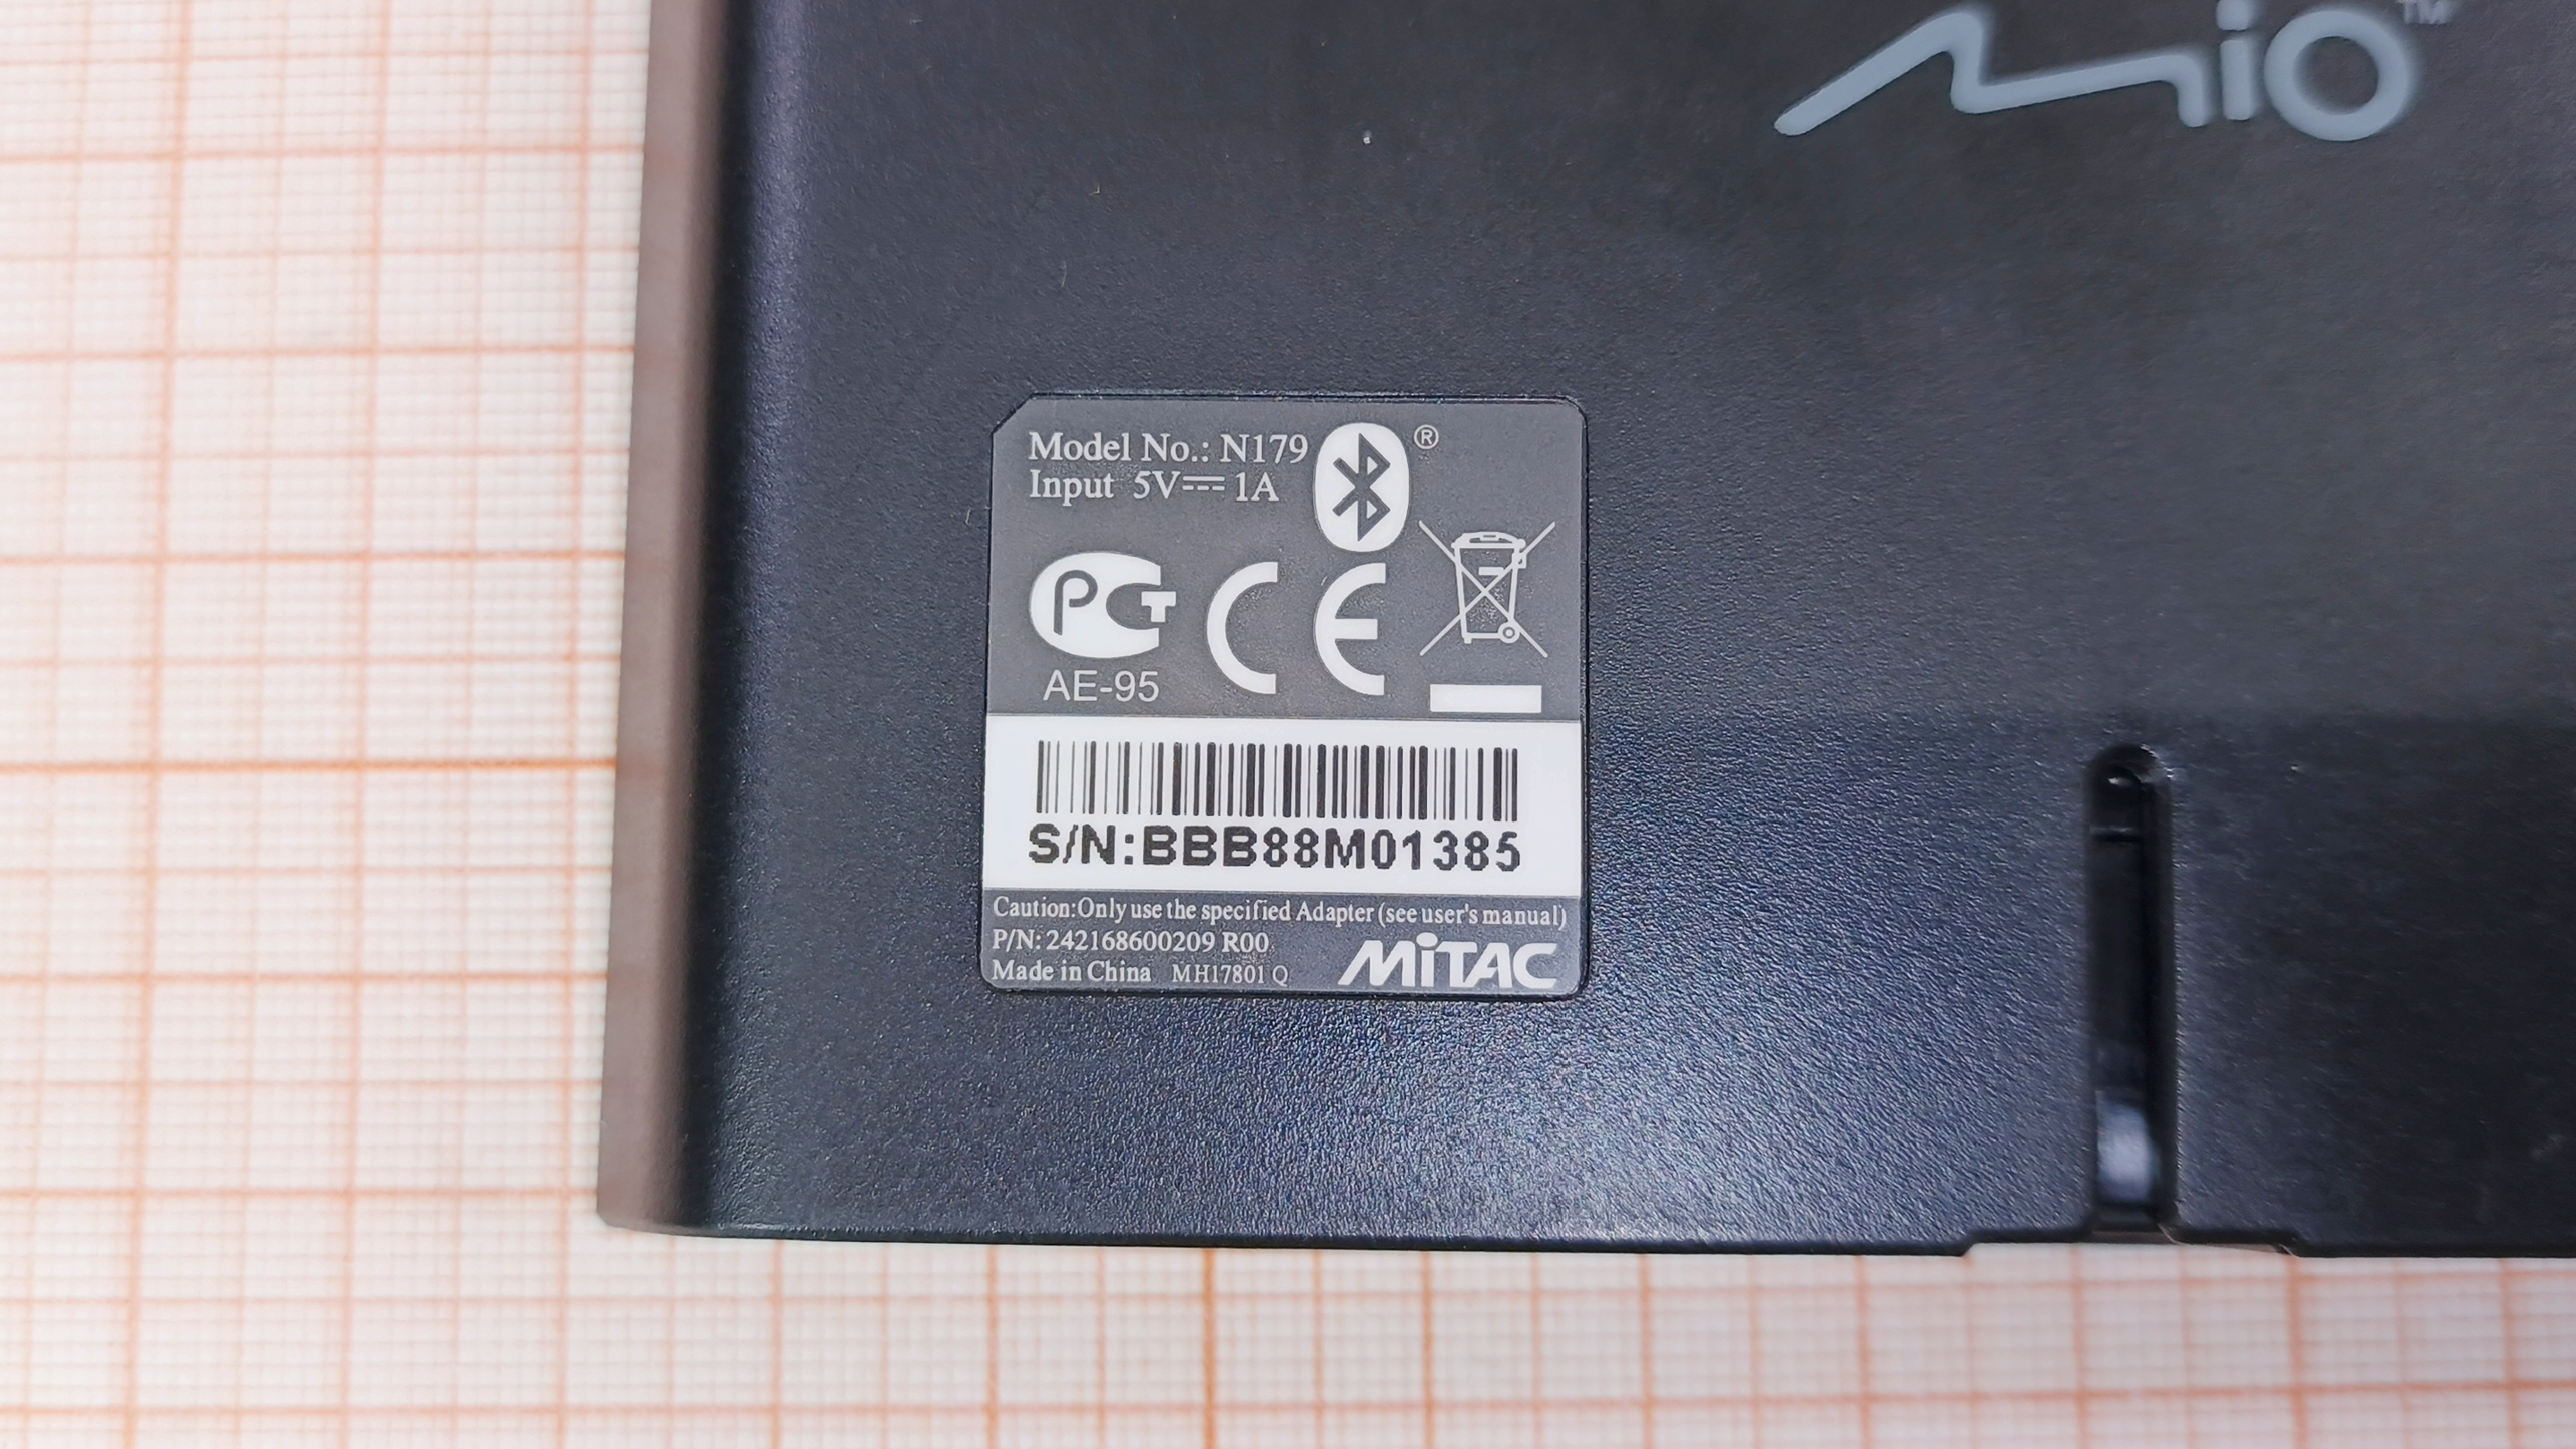 Mio™
Model No.: N179
Input 5V⎓1A
®
PCT
AE-95
CE
S/N:BBB88M01385
Caution:Only use the specified Adapter (see user's manual)
P/N: 242168600209 R00
MiTAC
Made in China MH17801 Q